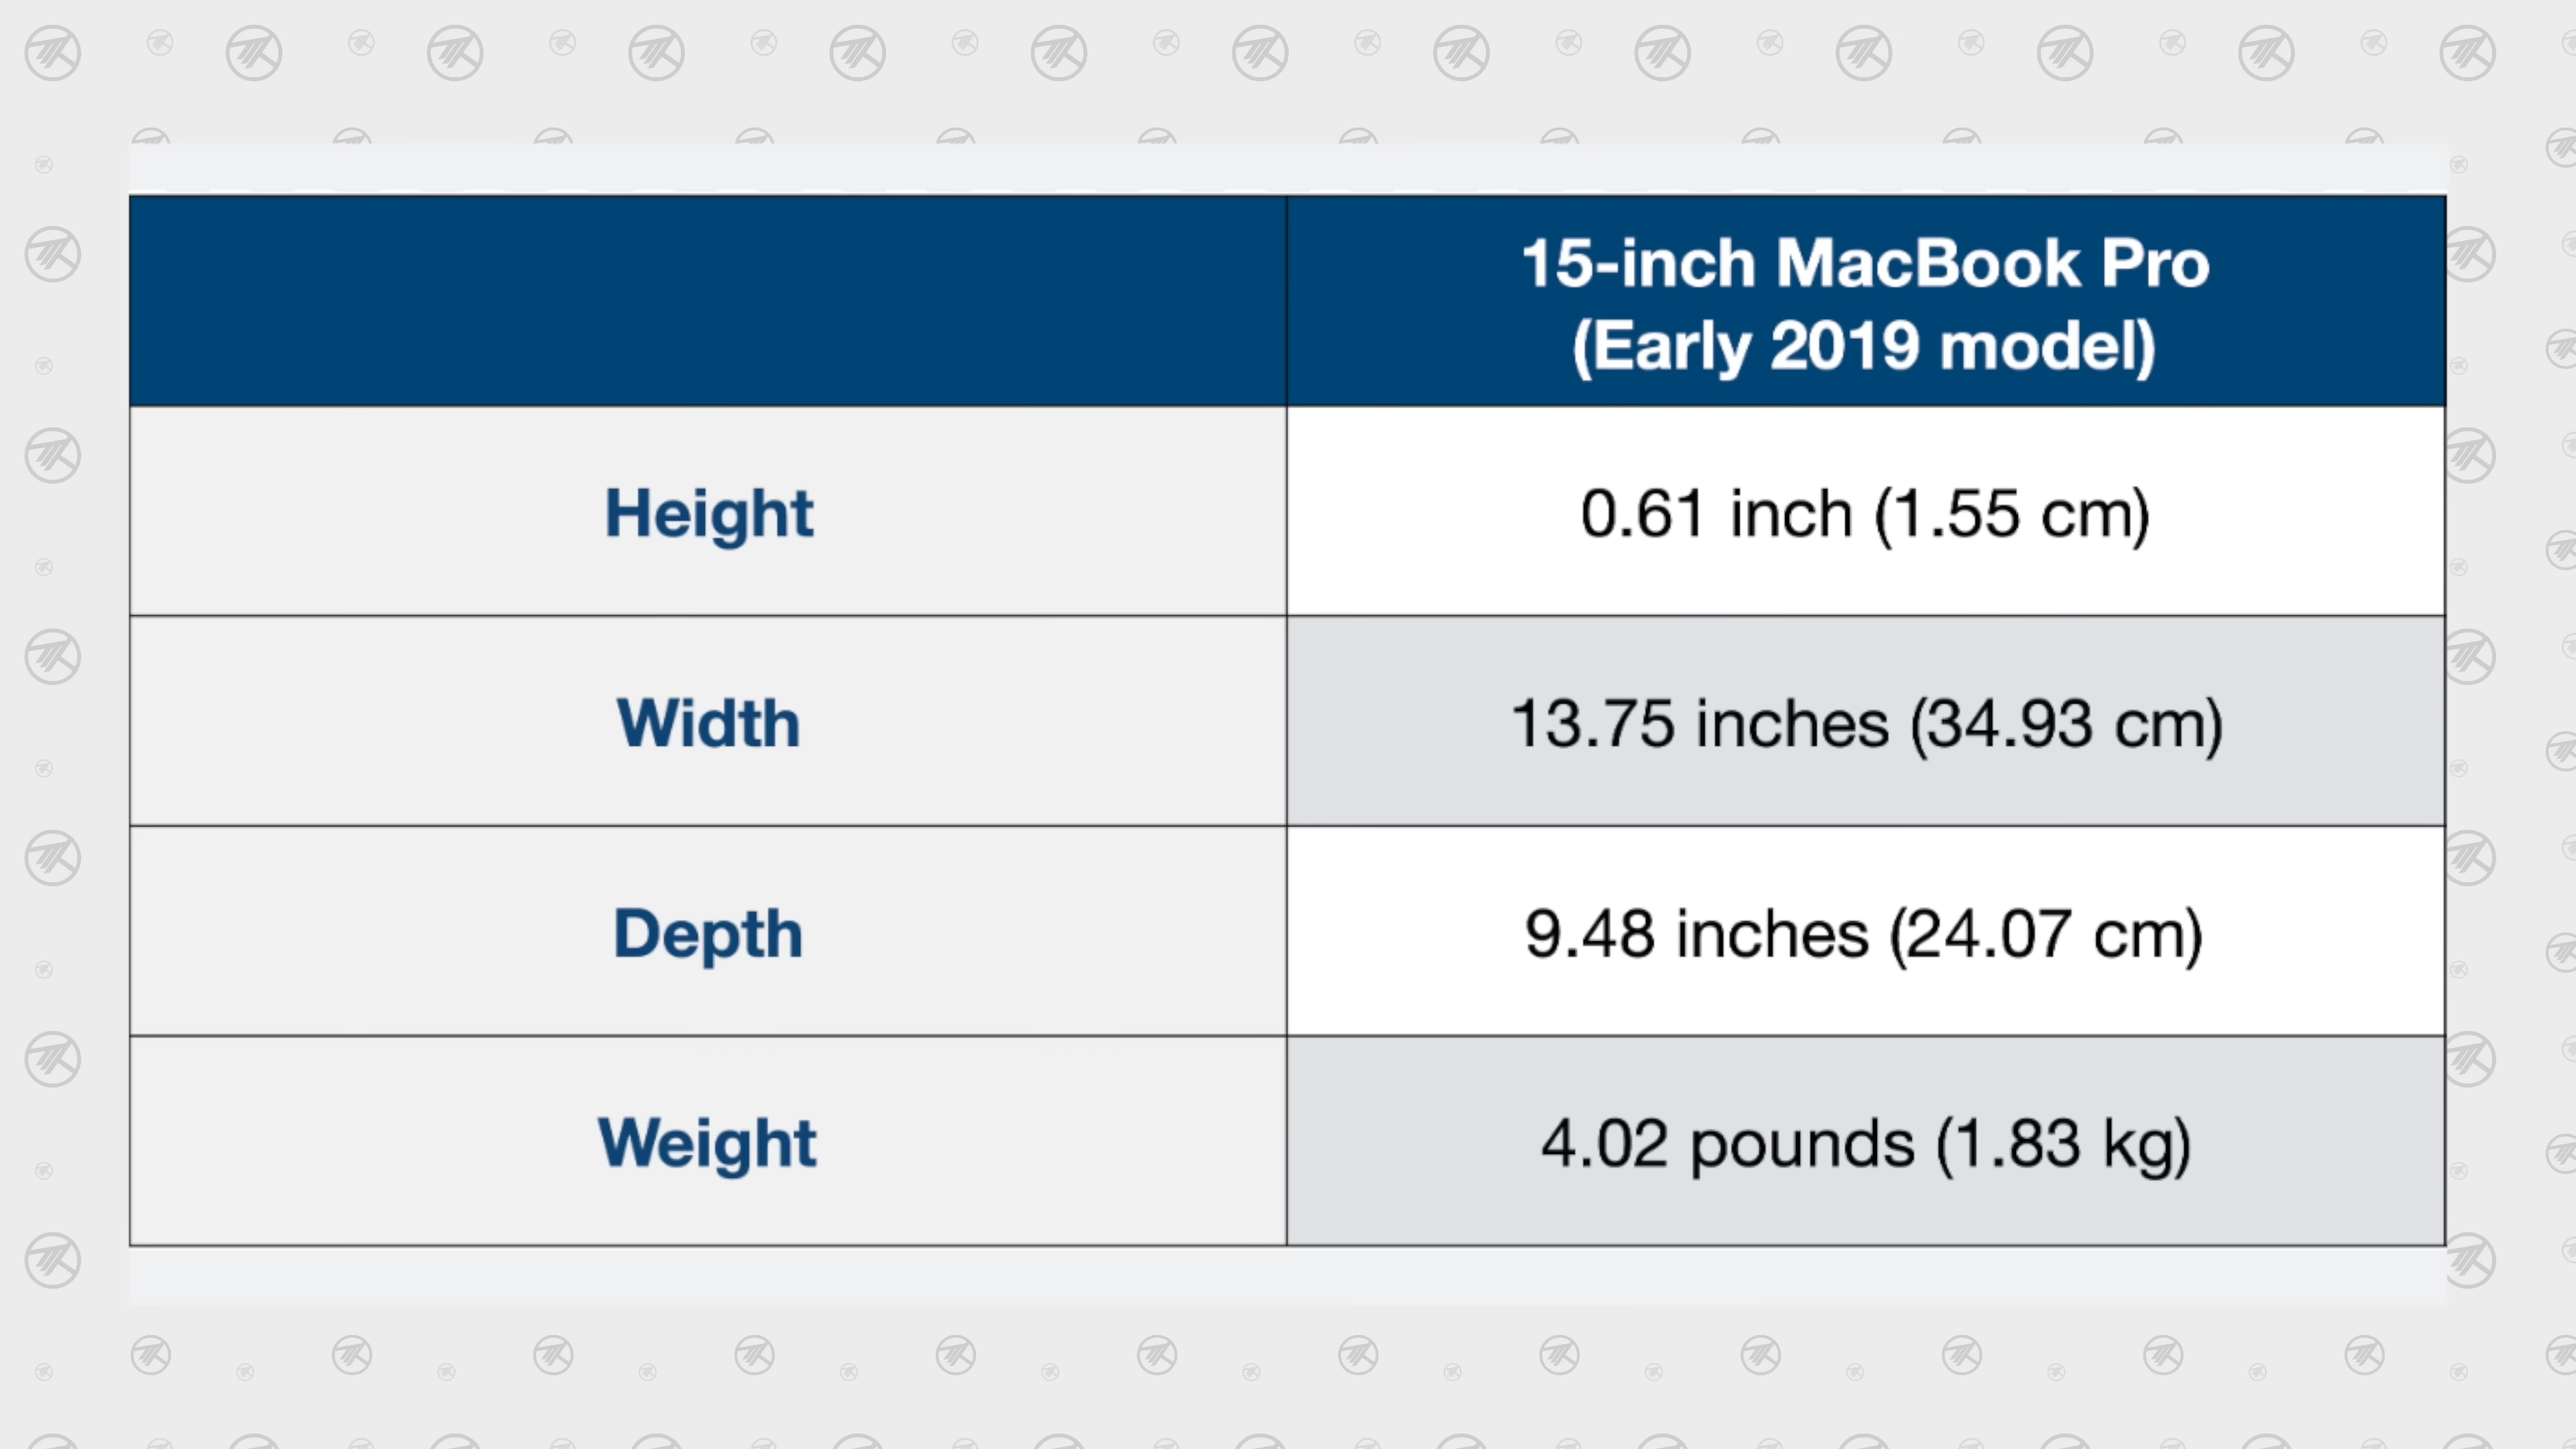 15-inch MacBook Pro
(Early 2019 model)
Height
0.61 inch (1.55 cm)
Width
13.75 inches (34.93 cm)
Depth
9.48 inches (24.07 cm)
Weight
4.02 pounds (1.83 kg)